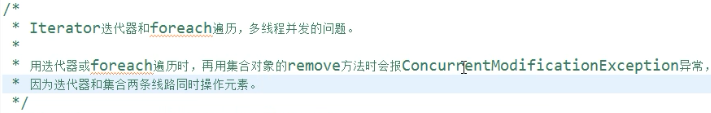 /*
* Iterator迭代器和foreach遍历，多线程并发的问题。
*
* 用迭代器或foreach遍历时，再用集合对象的remove方法时会报ConcurrentModificationException异常，
* 因为迭代器和集合两条线路同时操作元素。
*/